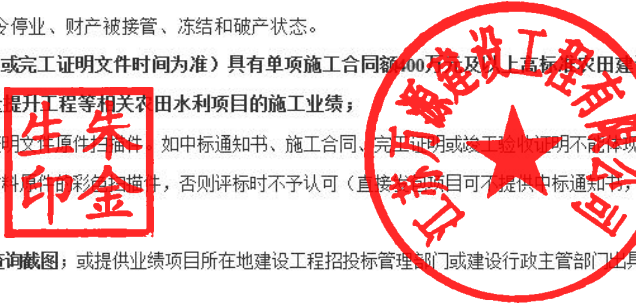 令停业、财产被接管、冻结和破产状态。
或完工证明文件时间为准）具有单项施工合同额400万元及以上高标准农田建
提升工程等相关农田水利项目的施工业绩；
明文件原件扫描件。如中标通知书、施工合同、完工证明或竣工验收证明不能体现
料原件的彩色扫描件，否则评标时不予认可（直接发包项目可不提供中标通知书，
查询截图；或提供业绩项目所在地建设工程招投标管理部门或建设行政主管部门出具
朱金生印
江苏万源建设工程有限公司